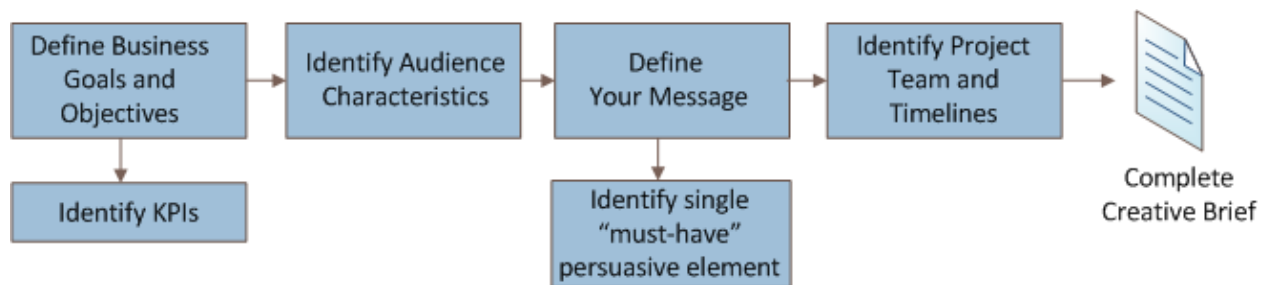 Define Business
Goals and
Objectives
Identify Audience
Characteristics
Define
Your Message
Identify Project
Team and
Timelines
Complete
Creative Brief
Identify KPIs
Identify single
“must-have”
persuasive element